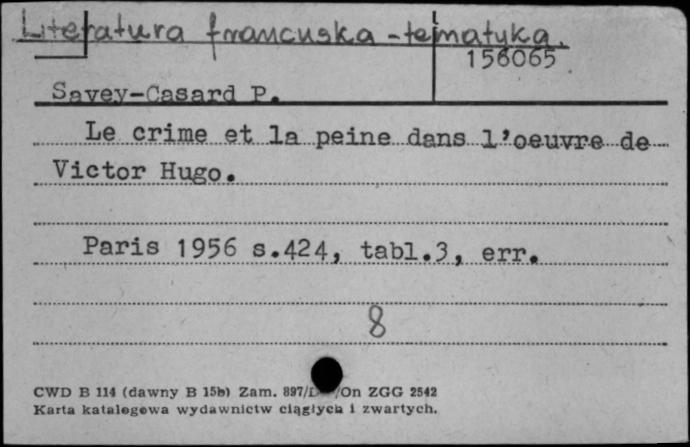 Literatura francuska - tematyka.
156065
Savey-Casard P.
Le crime et la peine dans l'oeuvre de
Victor Hugo.
Paris 1956 s.424, tabl.3, err.
8
CWD B 114 (dawny B 15b) Zam. 897/ /On ZGG 2542
Karta katalogowa wydawnictw ciągłych i zwartych.